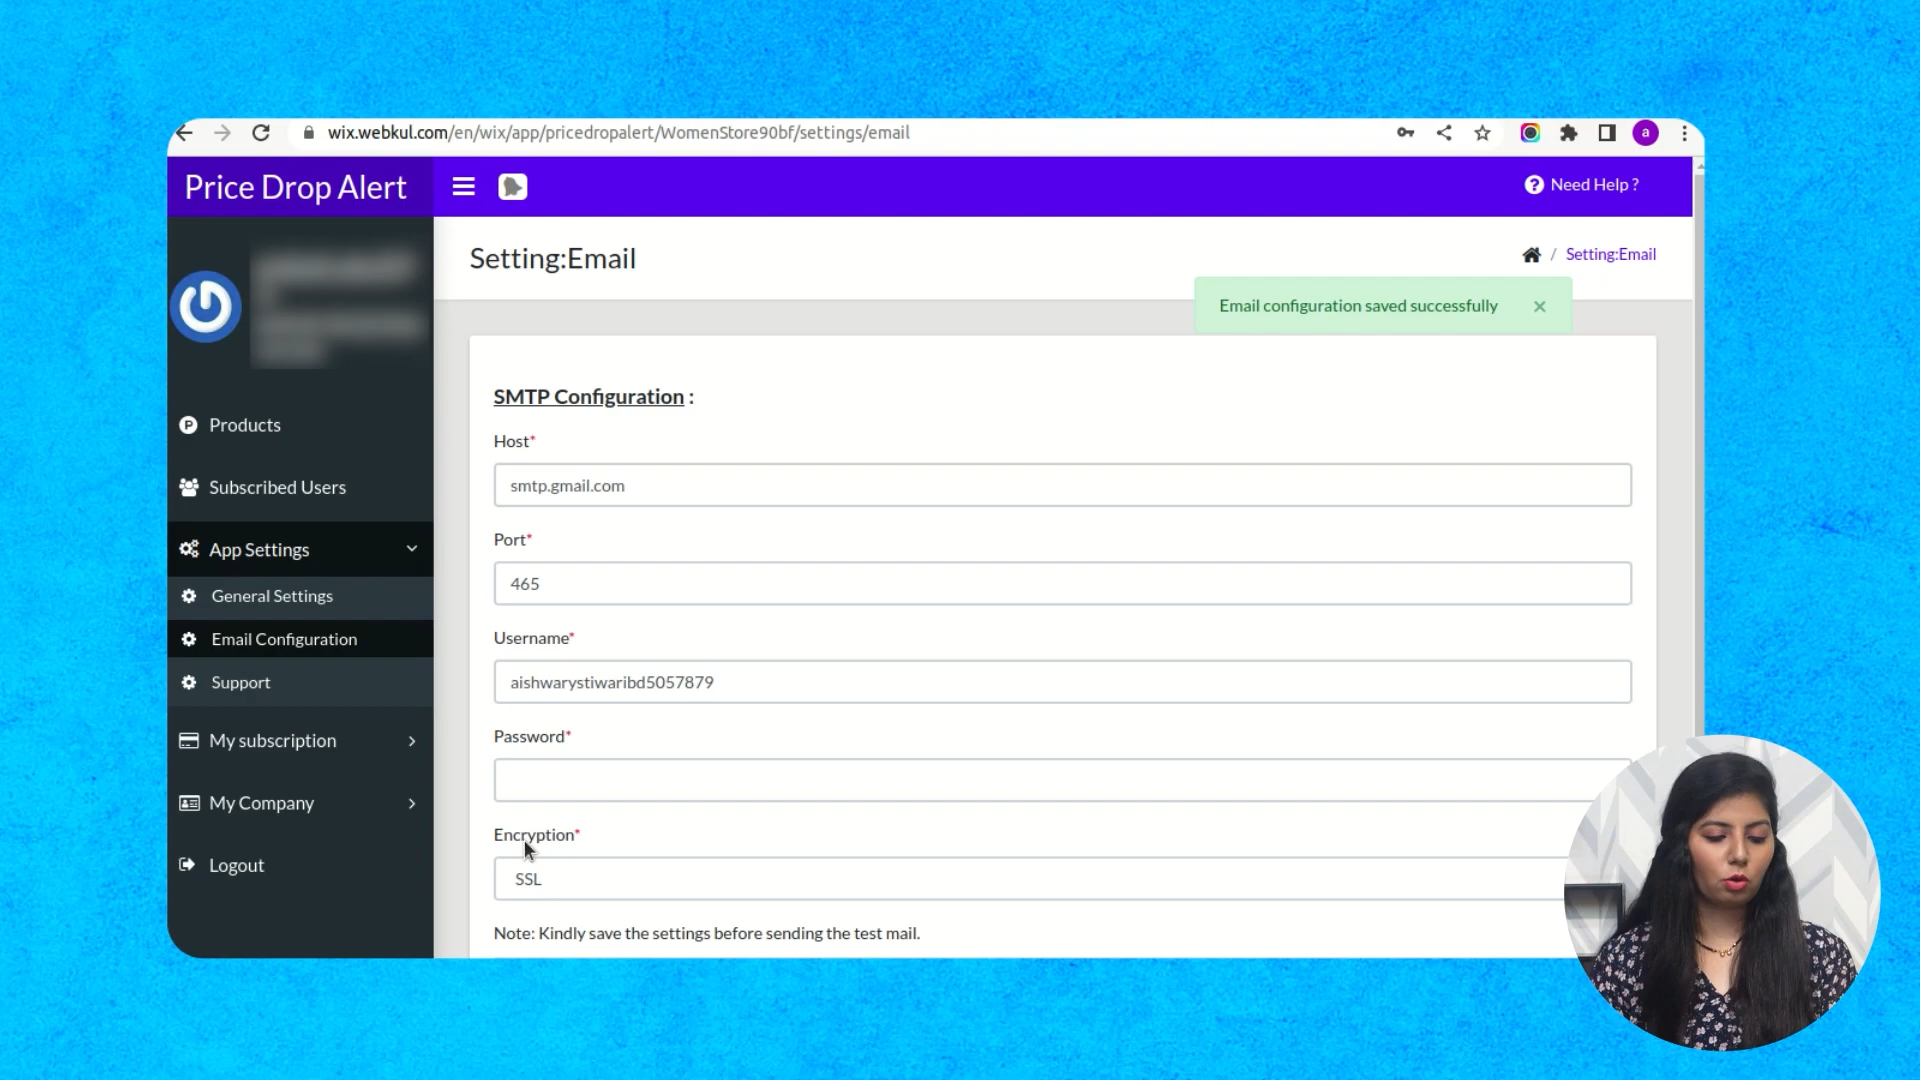 wix.webkul.com/en/wix/app/pricedropalert/WomenStore90bf/settings/email
a
Price Drop Alert
Need Help ?
Setting:Email
/ Setting:Email
Email configuration saved successfully ×
Products
Subscribed Users
App Settings
General Settings
Email Configuration
Support
My subscription
My Company
Logout
SMTP Configuration :
Host*
smtp.gmail.com
Port*
465
Username*
aishwarystiwaribd5057879
Password*
Encryption*
SSL
Note: Kindly save the settings before sending the test mail.